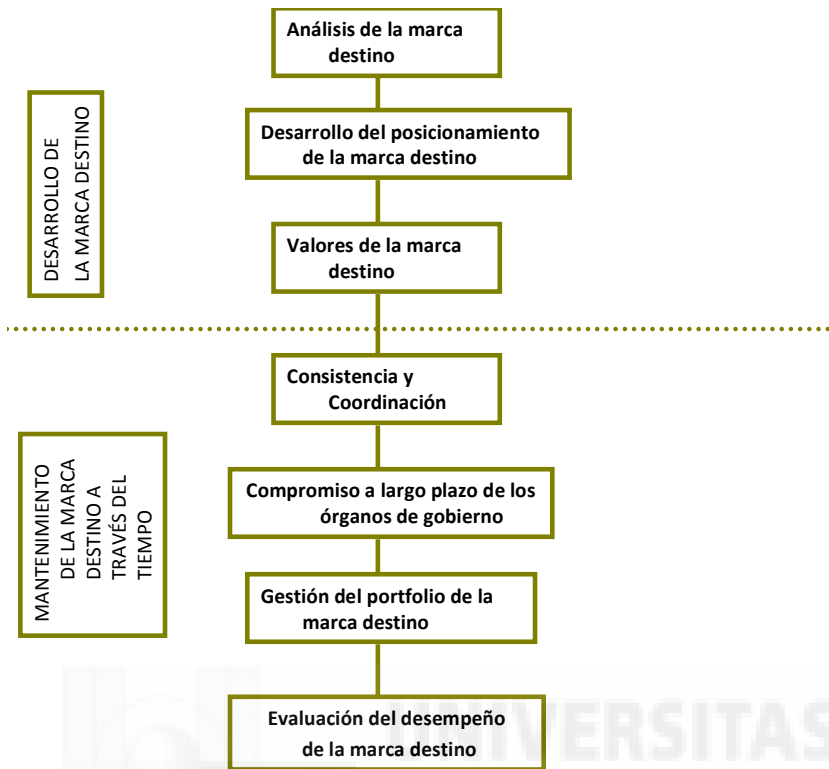 Análisis de la marca
destino
DESARROLLO DE
LA MARCA DESTINO
Desarrollo del posicionamiento
de la marca destino
Valores de la marca
destino
Consistencia y
Coordinación
MANTENIMIENTO
DE LA MARCA
DESTINO A
TRAVÉS DEL
TIEMPO
Compromiso a largo plazo de los
órganos de gobierno
Gestión del portfolio de la
marca destino
Evaluación del desempeño
de la marca destino
UNIVERSITAS